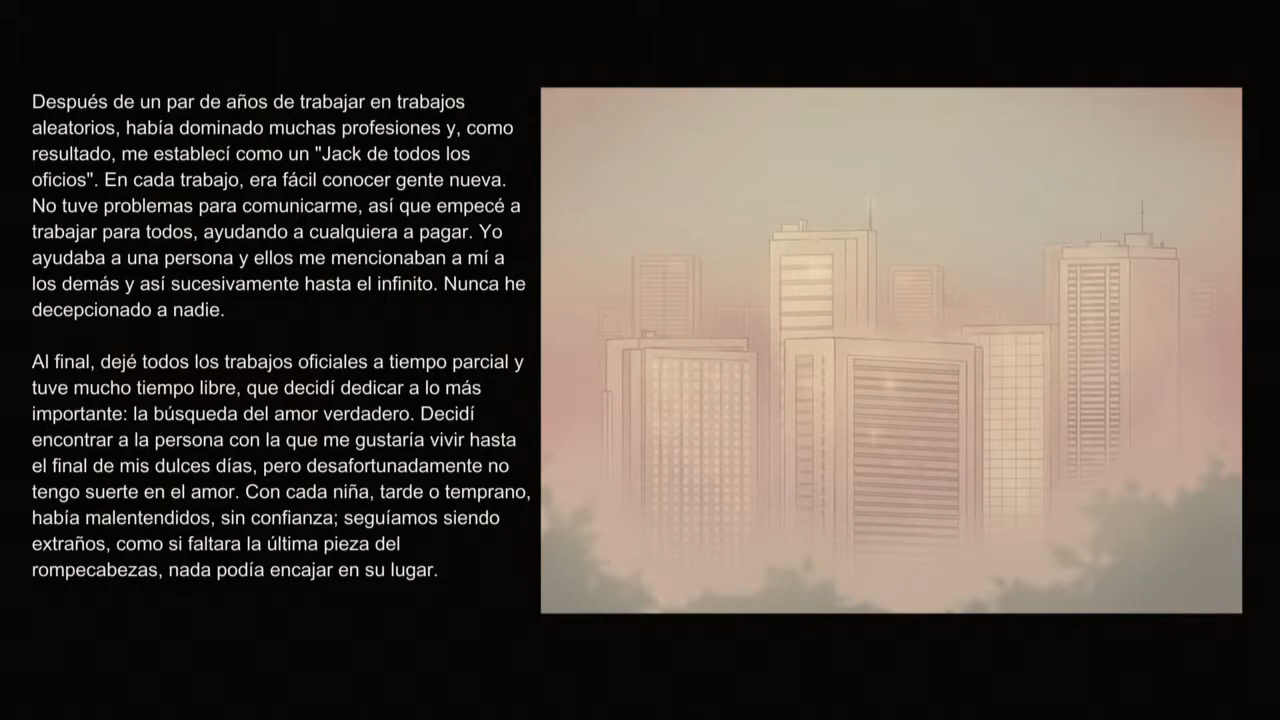 Después de un par de años de trabajar en trabajos
aleatorios, había dominado muchas profesiones y, como
resultado, me establecí como un "Jack de todos los
oficios". En cada trabajo, era fácil conocer gente nueva.
No tuve problemas para comunicarme, así que empecé a
trabajar para todos, ayudando a cualquiera a pagar. Yo
ayudaba a una persona y ellos me mencionaban a mí a
los demás y así sucesivamente hasta el infinito. Nunca he
decepcionado a nadie.
Al final, dejé todos los trabajos oficiales a tiempo parcial y
tuve mucho tiempo libre, que decidí dedicar a lo más
importante: la búsqueda del amor verdadero. Decidí
encontrar a la persona con la que me gustaría vivir hasta
el final de mis dulces días, pero desafortunadamente no
tengo suerte en el amor. Con cada niña, tarde o temprano,
había malentendidos, sin confianza; seguíamos siendo
extraños, como si faltara la última pieza del
rompecabezas, nada podía encajar en su lugar.